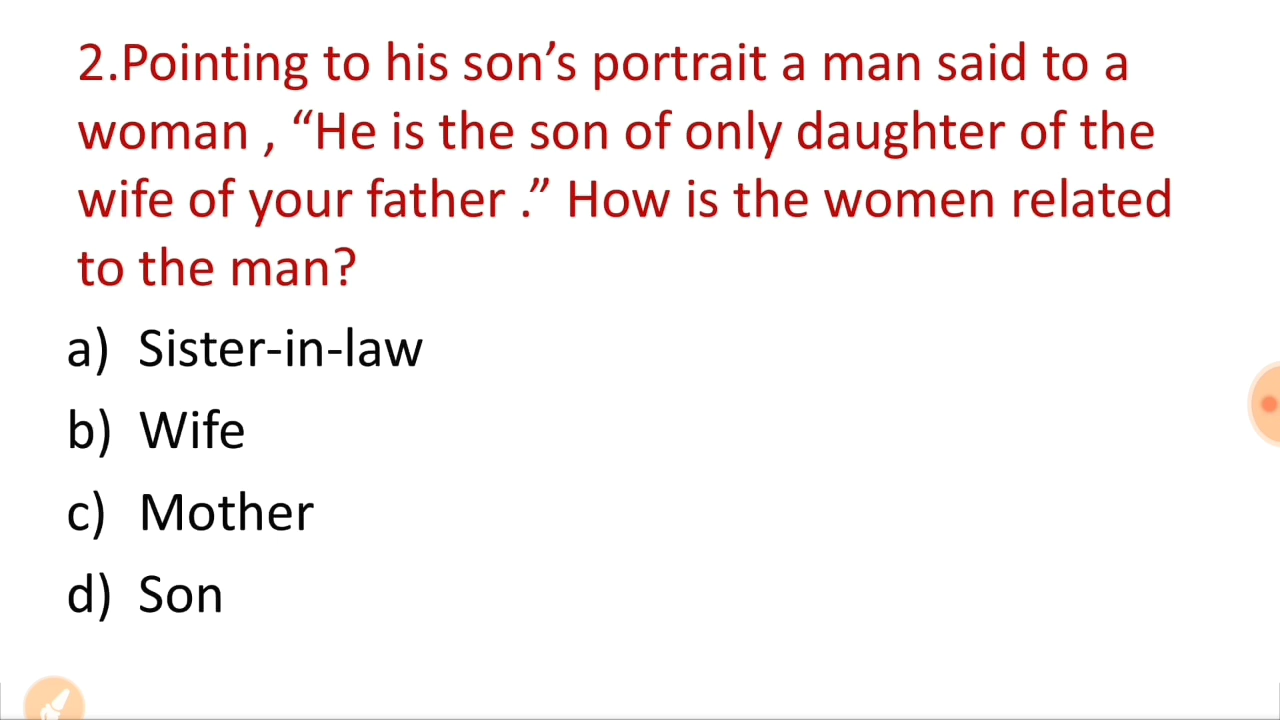 2.Pointing to his son’s portrait a man said to a
woman , “He is the son of only daughter of the
wife of your father .” How is the women related
to the man?
a) Sister-in-law
b) Wife
c) Mother
d) Son